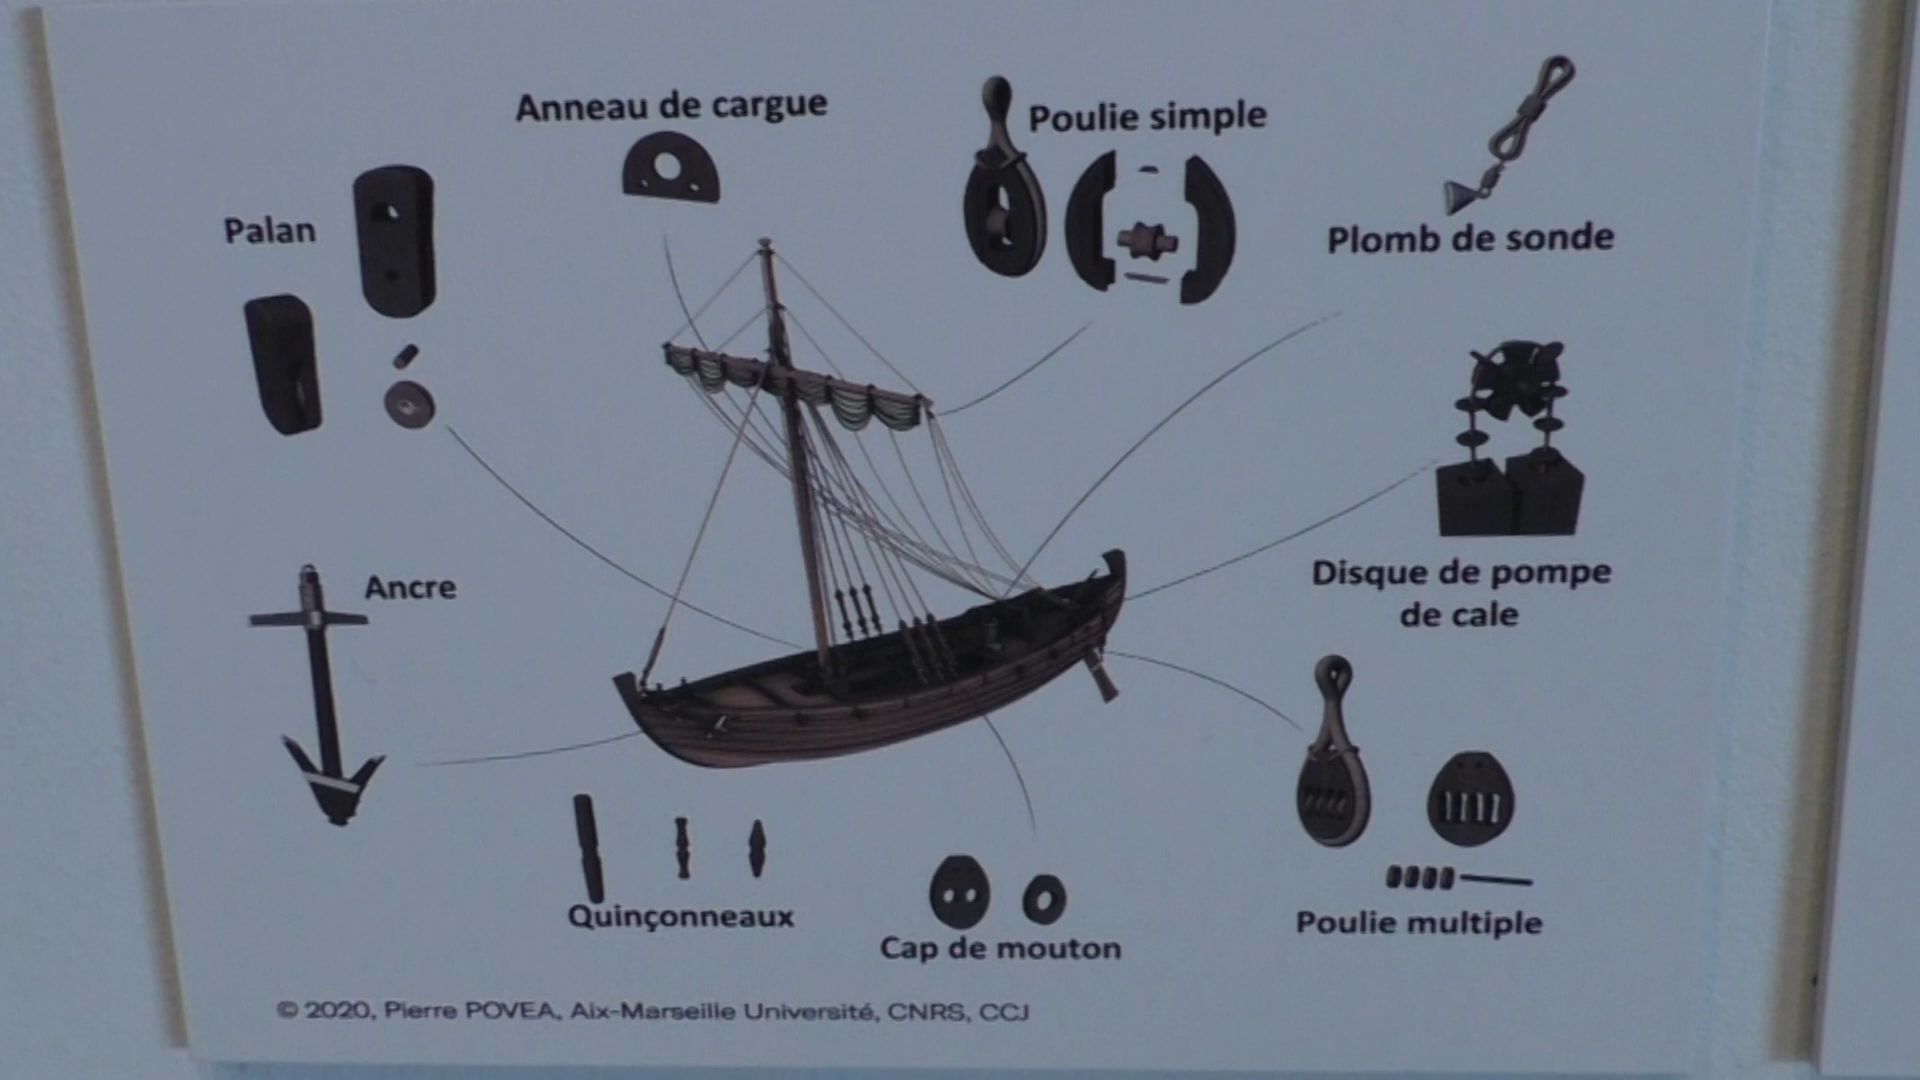 Anneau de cargue
Poulie simple
Palan
Plomb de sonde
Ancre
Disque de pompe
de cale
Quinçonneaux
Cap de mouton
Poulie multiple
© 2020, Pierre POVEA, Aix-Marseille Université, CNRS, CCJ